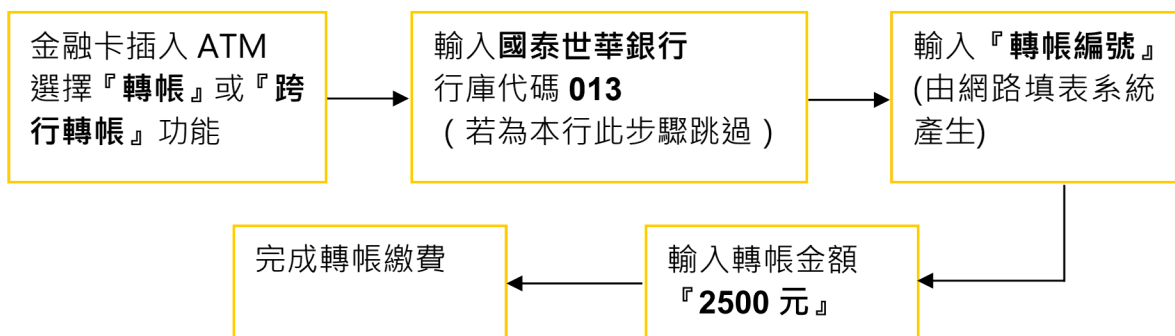 金融卡插入 ATM
選擇『轉帳』或『跨
行轉帳』功能
輸入國泰世華銀行
行庫代碼 013
（若為本行此步驟跳過）
輸入『轉帳編號』
(由網路填表系統
產生)
輸入轉帳金額
『2500 元』
完成轉帳繳費